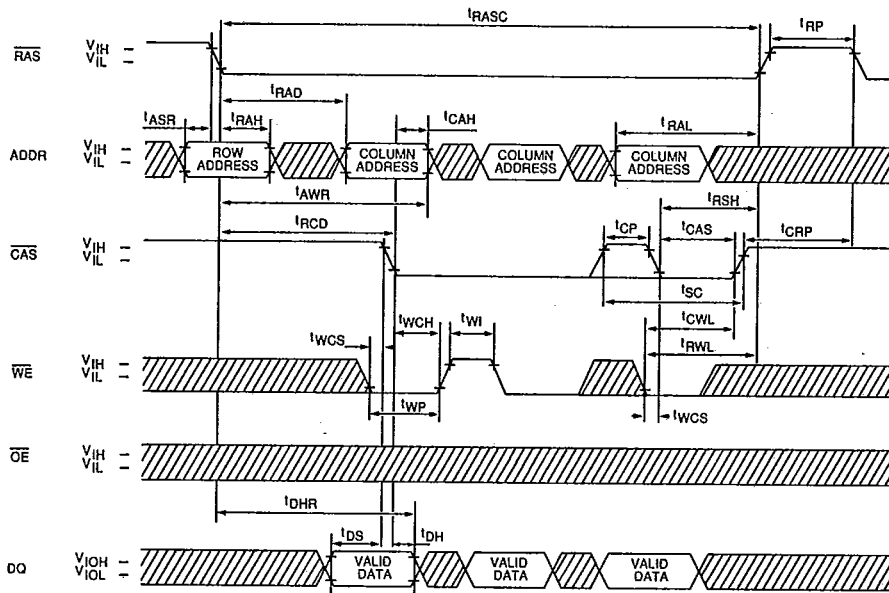 tRASC
tRP
RAS VIH
VIL
tRAD
tASR tRAH tCAH tRAL
ADDR VIH
VIL
ROW ADDRESS
COLUMN ADDRESS
COLUMN ADDRESS
COLUMN ADDRESS
tAWR
tRSH
tRCD tCP tCAS tCRP
CAS VIH
VIL
tSC
tWCH tWI tCWL
tWCS tRWL
WE VIH
VIL
tWP tWCS
OE VIH
VIL
tDHR
tDS tDH
DQ VIOH
VIOL
VALID DATA
VALID DATA
VALID DATA